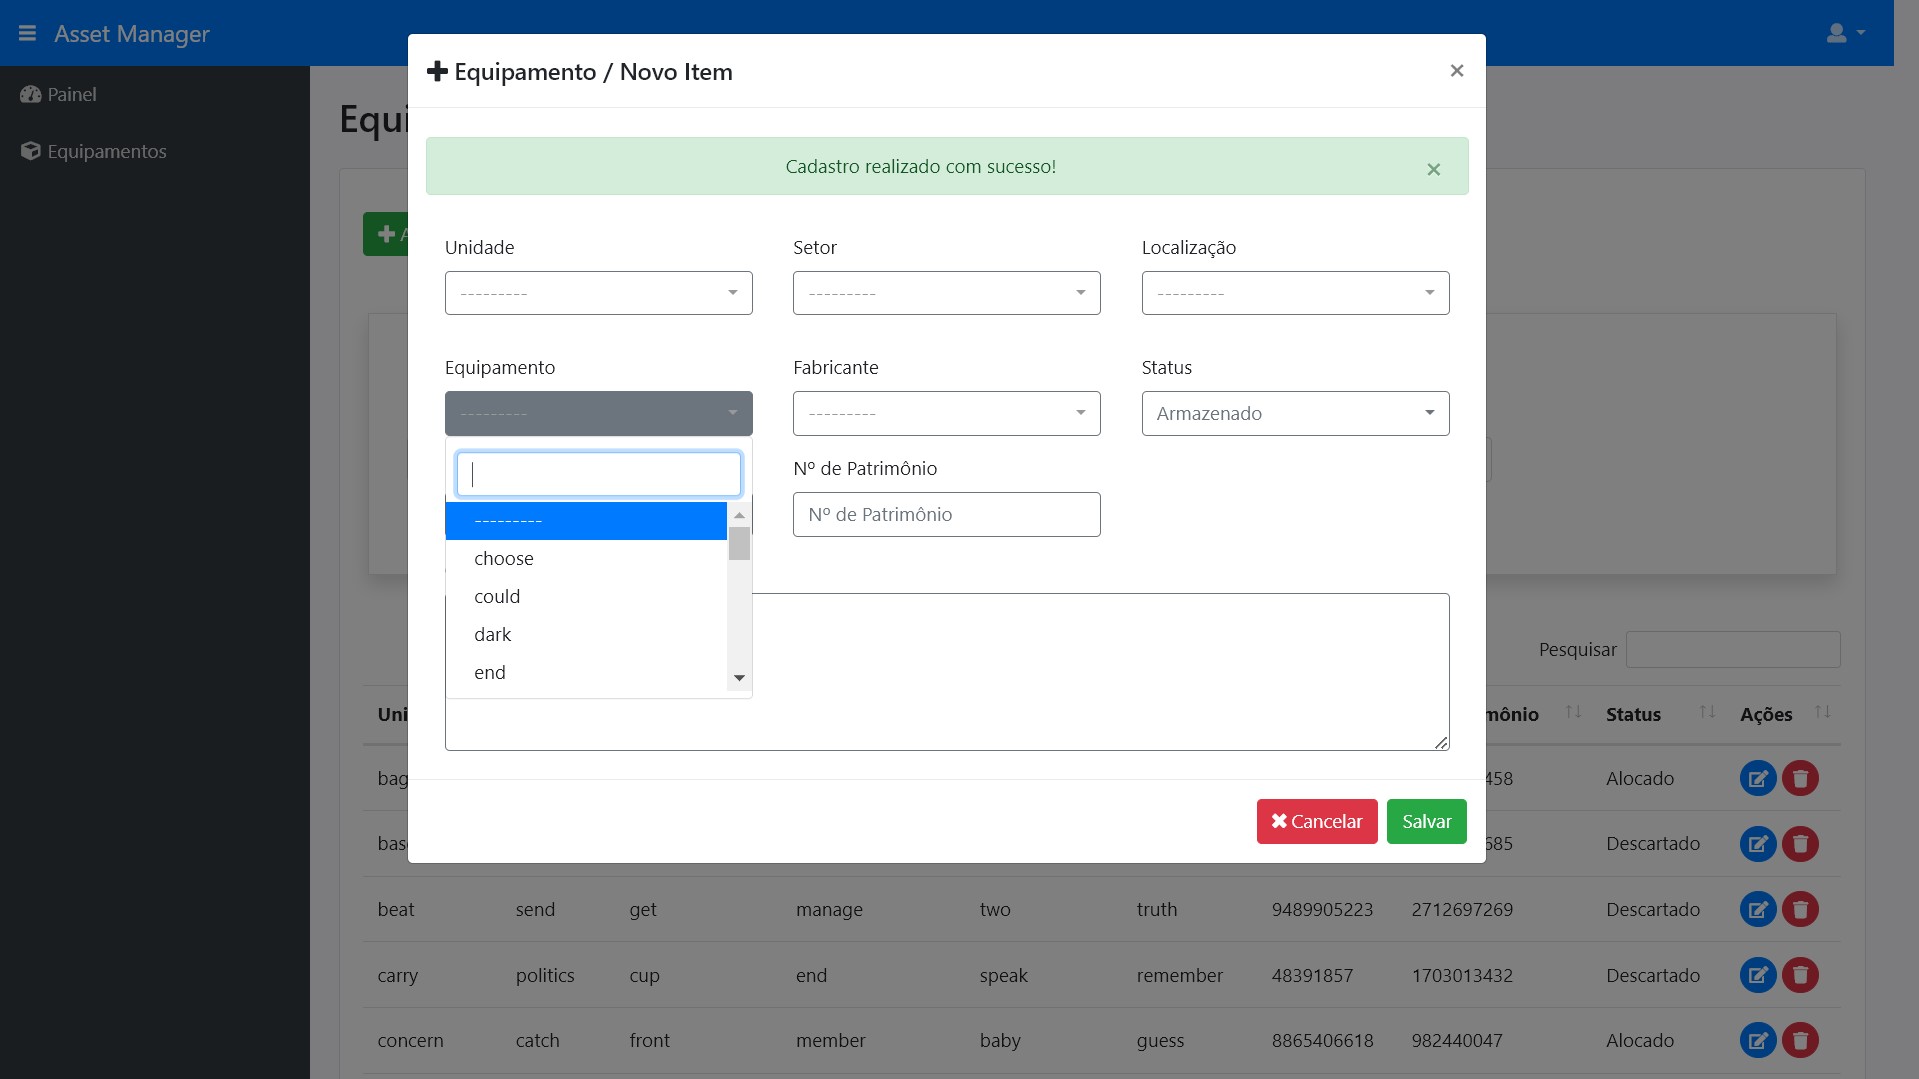 Asset Manager
Painel
Equipamentos
Equi
Equipamento / Novo Item
×
Cadastro realizado com sucesso!
×
Unidade
Setor
Localização
---------
---------
---------
Equipamento
Fabricante
Status
---------
---------
Armazenado
Nº de Patrimônio
Nº de Patrimônio
---------
choose
could
dark
end
Pesquisar
Uni
mônio
Status
Ações
Cancelar
Salvar
bag
458
Alocado
bas
685
Descartado
beat send get manage two truth 9489905223 2712697269 Descartado
carry politics cup end speak remember 48391857 1703013432 Descartado
concern catch front member baby guess 8865406618 982440047 Alocado